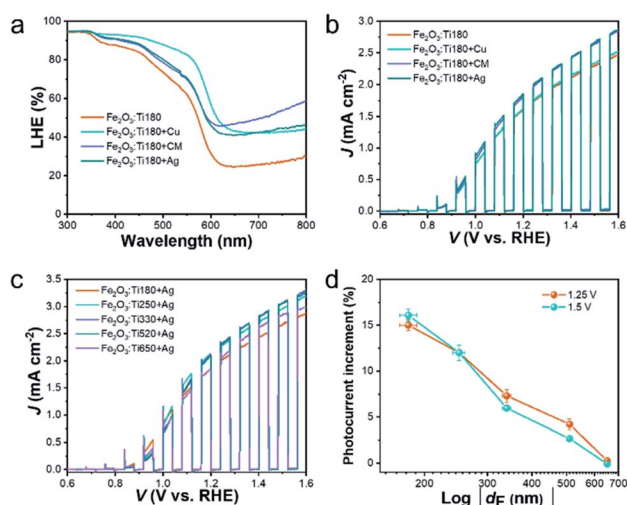 a
100
80
60
40
20
0
LHE (%)
Fe₂O₃:Ti180
Fe₂O₃:Ti180+Cu
Fe₂O₃:Ti180+CM
Fe₂O₃:Ti180+Ag
300 400 500 600 700 800
Wavelength (nm)
b
3.0
2.5
2.0
1.5
1.0
0.5
0.0
J (mA cm⁻²)
Fe₂O₃:Ti180
Fe₂O₃:Ti180+Cu
Fe₂O₃:Ti180+CM
Fe₂O₃:Ti180+Ag
0.6 0.8 1.0 1.2 1.4 1.6
V (V vs. RHE)
c
3.5
3.0
2.5
2.0
1.5
1.0
0.5
0.0
J (mA cm⁻²)
Fe₂O₃:Ti180+Ag
Fe₂O₃:Ti250+Ag
Fe₂O₃:Ti330+Ag
Fe₂O₃:Ti520+Ag
Fe₂O₃:Ti650+Ag
0.6 0.8 1.0 1.2 1.4 1.6
V (V vs. RHE)
d
20
15
10
5
0
Photocurrent increment (%)
1.25 V
1.5 V
200 300 400 500 600 700
Log |dF (nm)|